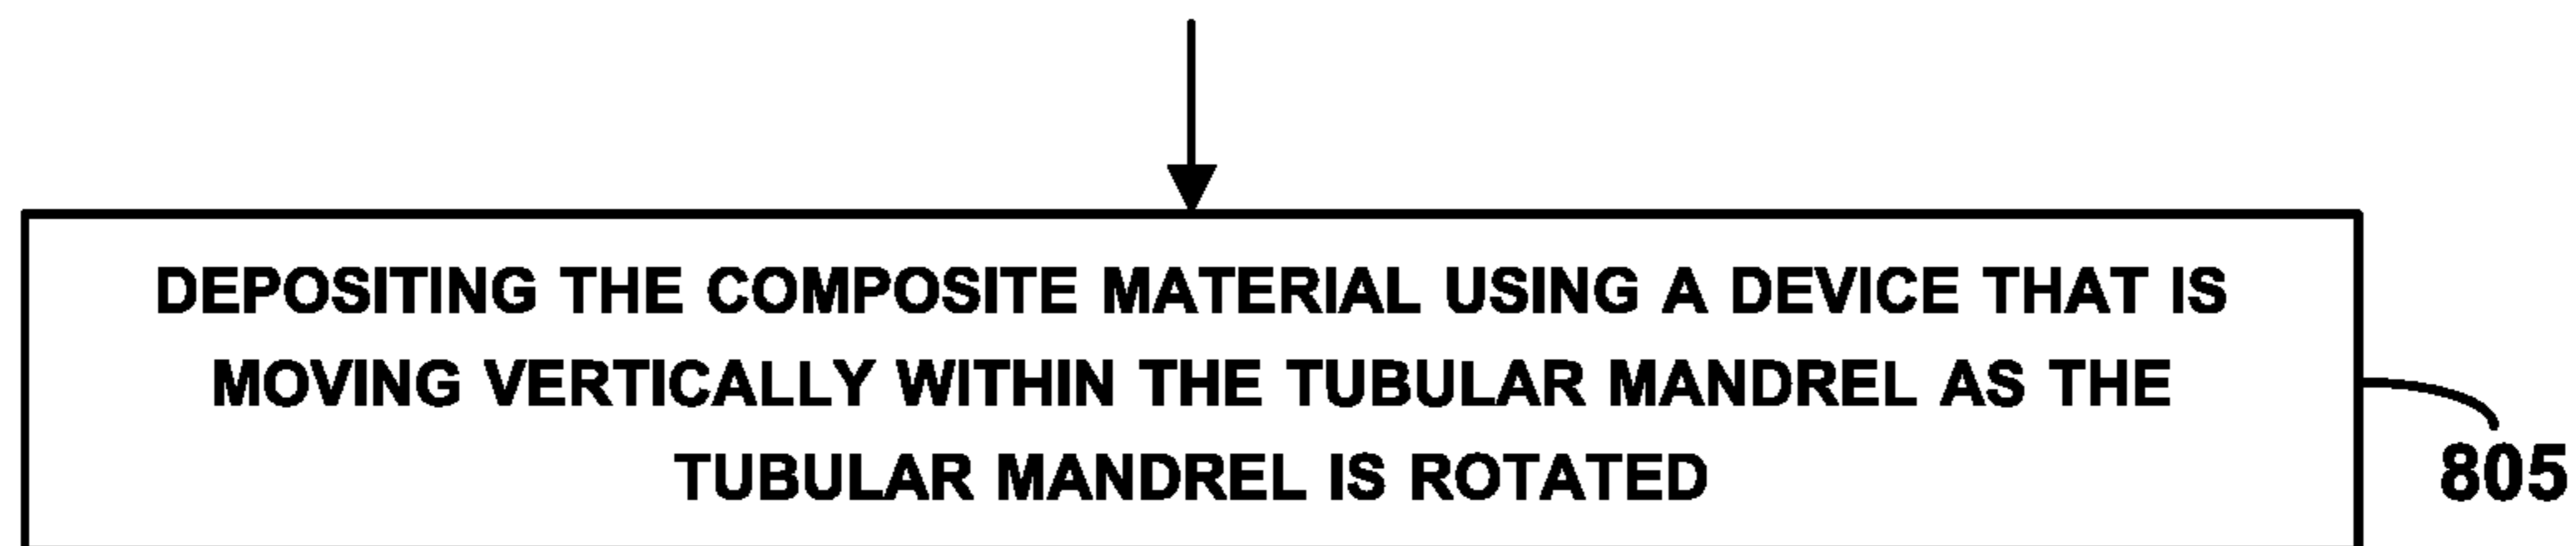 DEPOSITING THE COMPOSITE MATERIAL USING A DEVICE THAT IS
MOVING VERTICALLY WITHIN THE TUBULAR MANDREL AS THE
TUBULAR MANDREL IS ROTATED
805